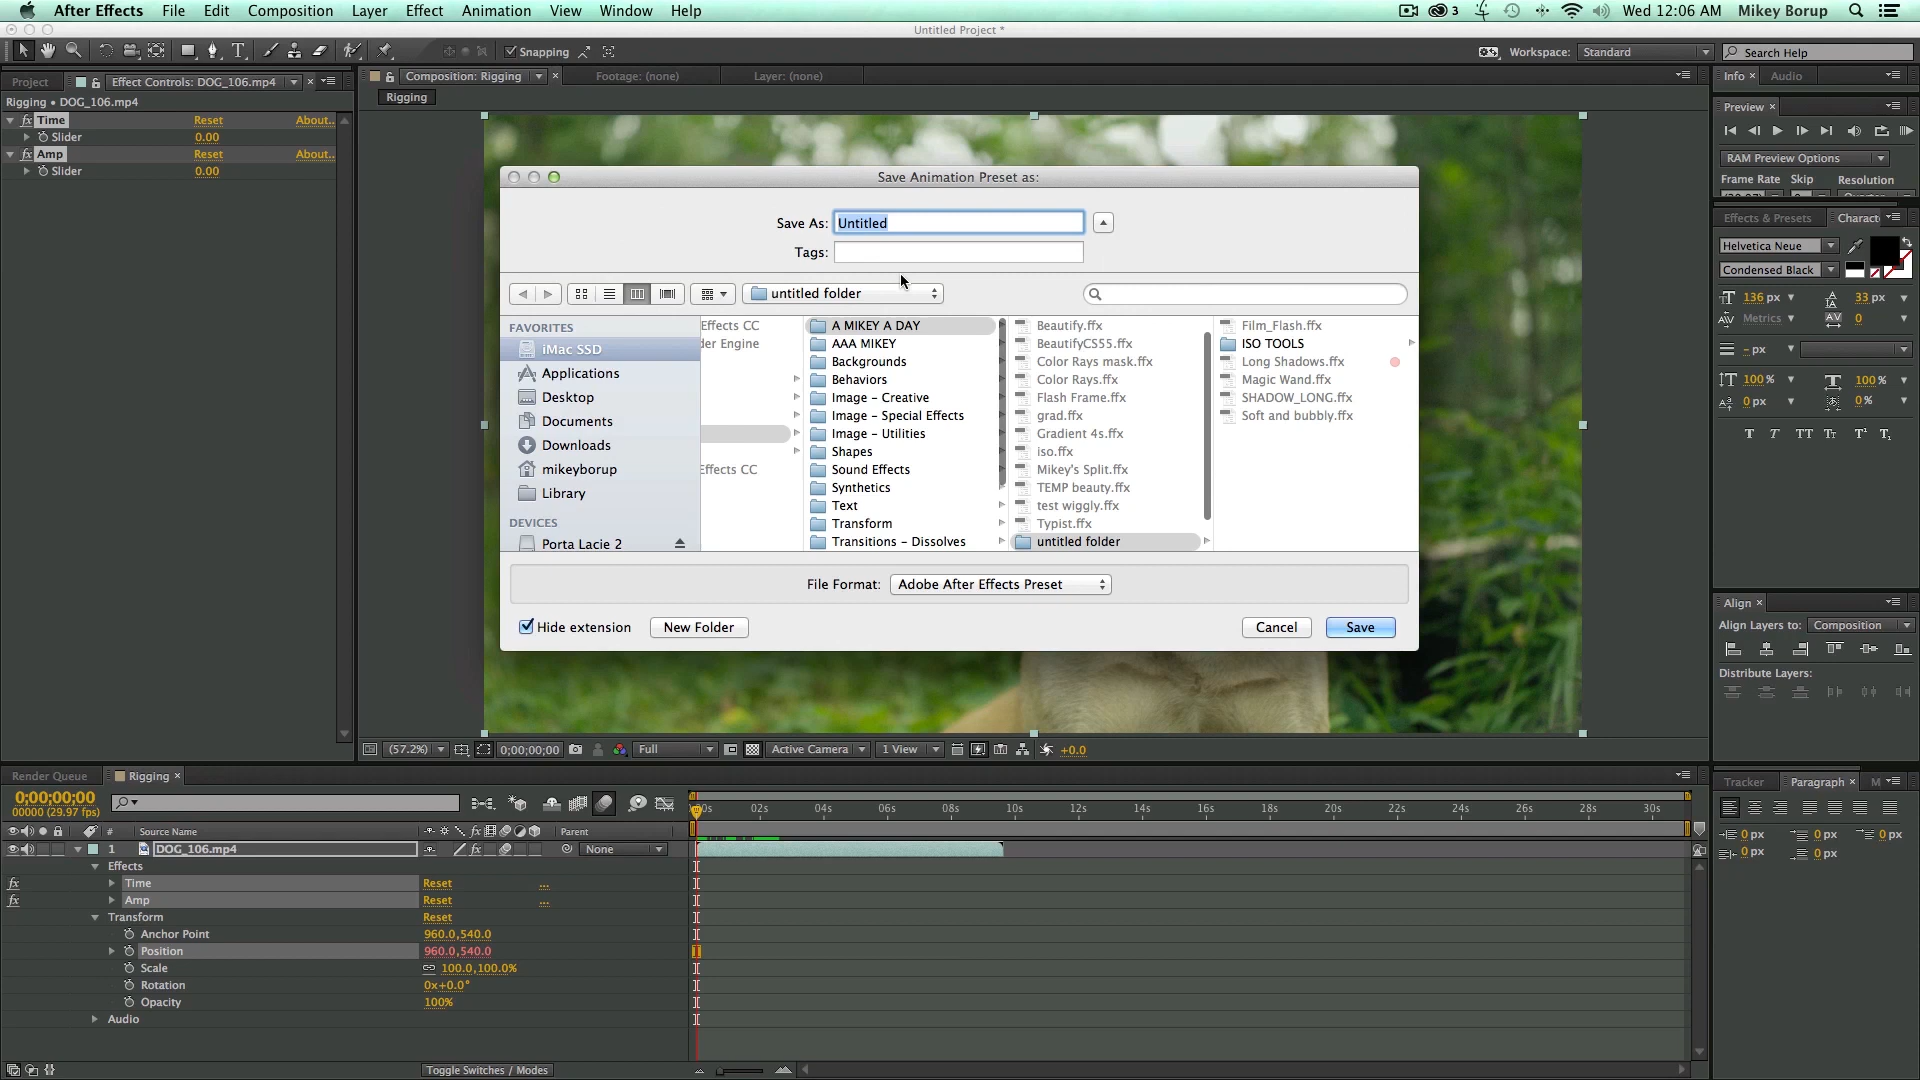 After Effects File Edit Composition Layer Effect Animation View Window Help 3 Wed 12:06 AM Mikey Borup
Untitled Project *
Snapping Workspace: Standard Search Help
Project Effect Controls: DOG_106.mp4 Composition: Rigging Footage: (none) Layer: (none) Info Audio
Rigging • DOG_106.mp4
Rigging
Time Reset About..
Slider 0.00
Amp Reset About..
Slider 0.00
Preview
RAM Preview Options
Frame Rate Skip Resolution
Effects & Presets Charact
Helvetica Neue
Condensed Black
136 px 33 px
Metrics 0
- px
100 % 100 %
0 px 0 %
T T TT Tr T¹ T₁
Align
Align Layers to: Composition
Distribute Layers:
Save Animation Preset as:
Save As: Untitled
Tags:
untitled folder
FAVORITES
iMac SSD
Applications
Desktop
Documents
Downloads
mikeyborup
Library
DEVICES
Porta Lacie 2
Effects CC
der Engine
Effects CC
A MIKEY A DAY
AAA MIKEY
Backgrounds
Behaviors
Image - Creative
Image - Special Effects
Image - Utilities
Shapes
Sound Effects
Synthetics
Text
Transform
Transitions - Dissolves
Beautify.ffx
BeautifyCS55.ffx
Color Rays mask.ffx
Color Rays.ffx
Flash Frame.ffx
grad.ffx
Gradient 4s.ffx
iso.ffx
Mikey's Split.ffx
TEMP beauty.ffx
test wiggly.ffx
Typist.ffx
untitled folder
Film_Flash.ffx
ISO TOOLS
Long Shadows.ffx
Magic Wand.ffx
SHADOW_LONG.ffx
Soft and bubbly.ffx
File Format: Adobe After Effects Preset
Hide extension New Folder Cancel Save
(57.2%) 0;00;00;00 Full Active Camera 1 View +0.0
Render Queue Rigging
0;00;00;00
00000 (29.97 fps)
02s 04s 06s 08s 10s 12s 14s 16s 18s 20s 22s 24s 26s 28s 30s
# Source Name Parent
1 DOG_106.mp4 None
Effects
fx Time Reset ...
fx Amp Reset ...
Transform Reset
Anchor Point 960.0,540.0
Position 960.0,540.0
Scale 100.0,100.0%
Rotation 0x+0.0°
Opacity 100%
Audio
Toggle Switches / Modes
Tracker Paragraph M
0 px 0 px 0 px
0 px 0 px